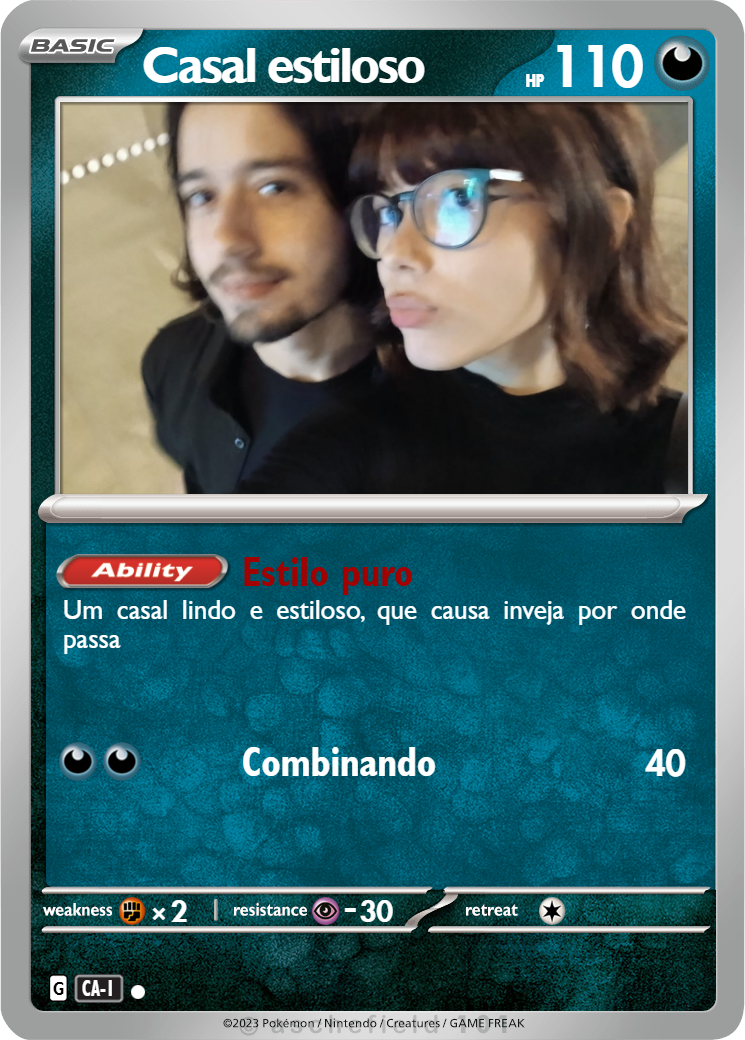 BASIC
Casal estiloso
HP 110
Ability Estilo puro
Um casal lindo e estiloso, que causa inveja por onde
passa
Combinando 40
weakness × 2 | resistance -30 retreat
G CA-I
©2023 Pokémon / Nintendo / Creatures / GAME FREAK